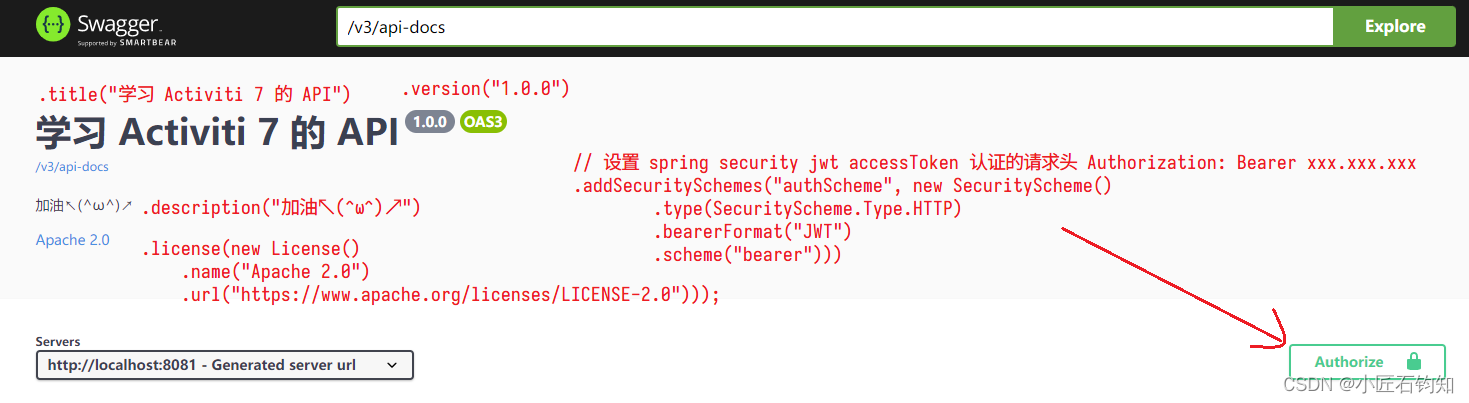 Swagger
Supported by SMARTBEAR
/v3/api-docs
Explore
.title("学习 Activiti 7 的 API")
.version("1.0.0")
学习 Activiti 7 的 API
1.0.0
OAS3
/v3/api-docs
// 设置 spring security jwt accessToken 认证的请求头 Authorization: Bearer xxx.xxx.xxx
.addSecuritySchemes("authScheme", new SecurityScheme()
.type(SecurityScheme.Type.HTTP)
.bearerFormat("JWT")
.scheme("bearer")))
加油↖(^ω^)↗
.description("加油↖(^ω^)↗")
Apache 2.0
.license(new License()
.name("Apache 2.0")
.url("https://www.apache.org/licenses/LICENSE-2.0")));
Servers
http://localhost:8081 - Generated server url
Authorize
CSDN @小匠石钧知